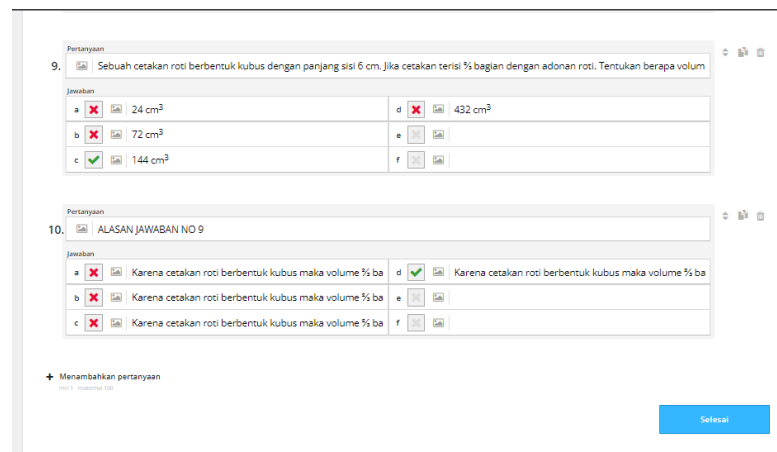 Pertanyaan
9. Sebuah cetakan roti berbentuk kubus dengan panjang sisi 6 cm. Jika cetakan terisi ⅔ bagian dengan adonan roti. Tentukan berapa volum
Jawaban
a 24 cm³
d 432 cm³
b 72 cm³
e
c 144 cm³
f
Pertanyaan
10. ALASAN JAWABAN NO 9
Jawaban
a Karena cetakan roti berbentuk kubus maka volume ⅔ ba
d Karena cetakan roti berbentuk kubus maka volume ⅔ ba
b Karena cetakan roti berbentuk kubus maka volume ⅔ ba
e
c Karena cetakan roti berbentuk kubus maka volume ⅔ ba
f
+ Menambahkan pertanyaan
min 1 · maksimal 100
Selesai